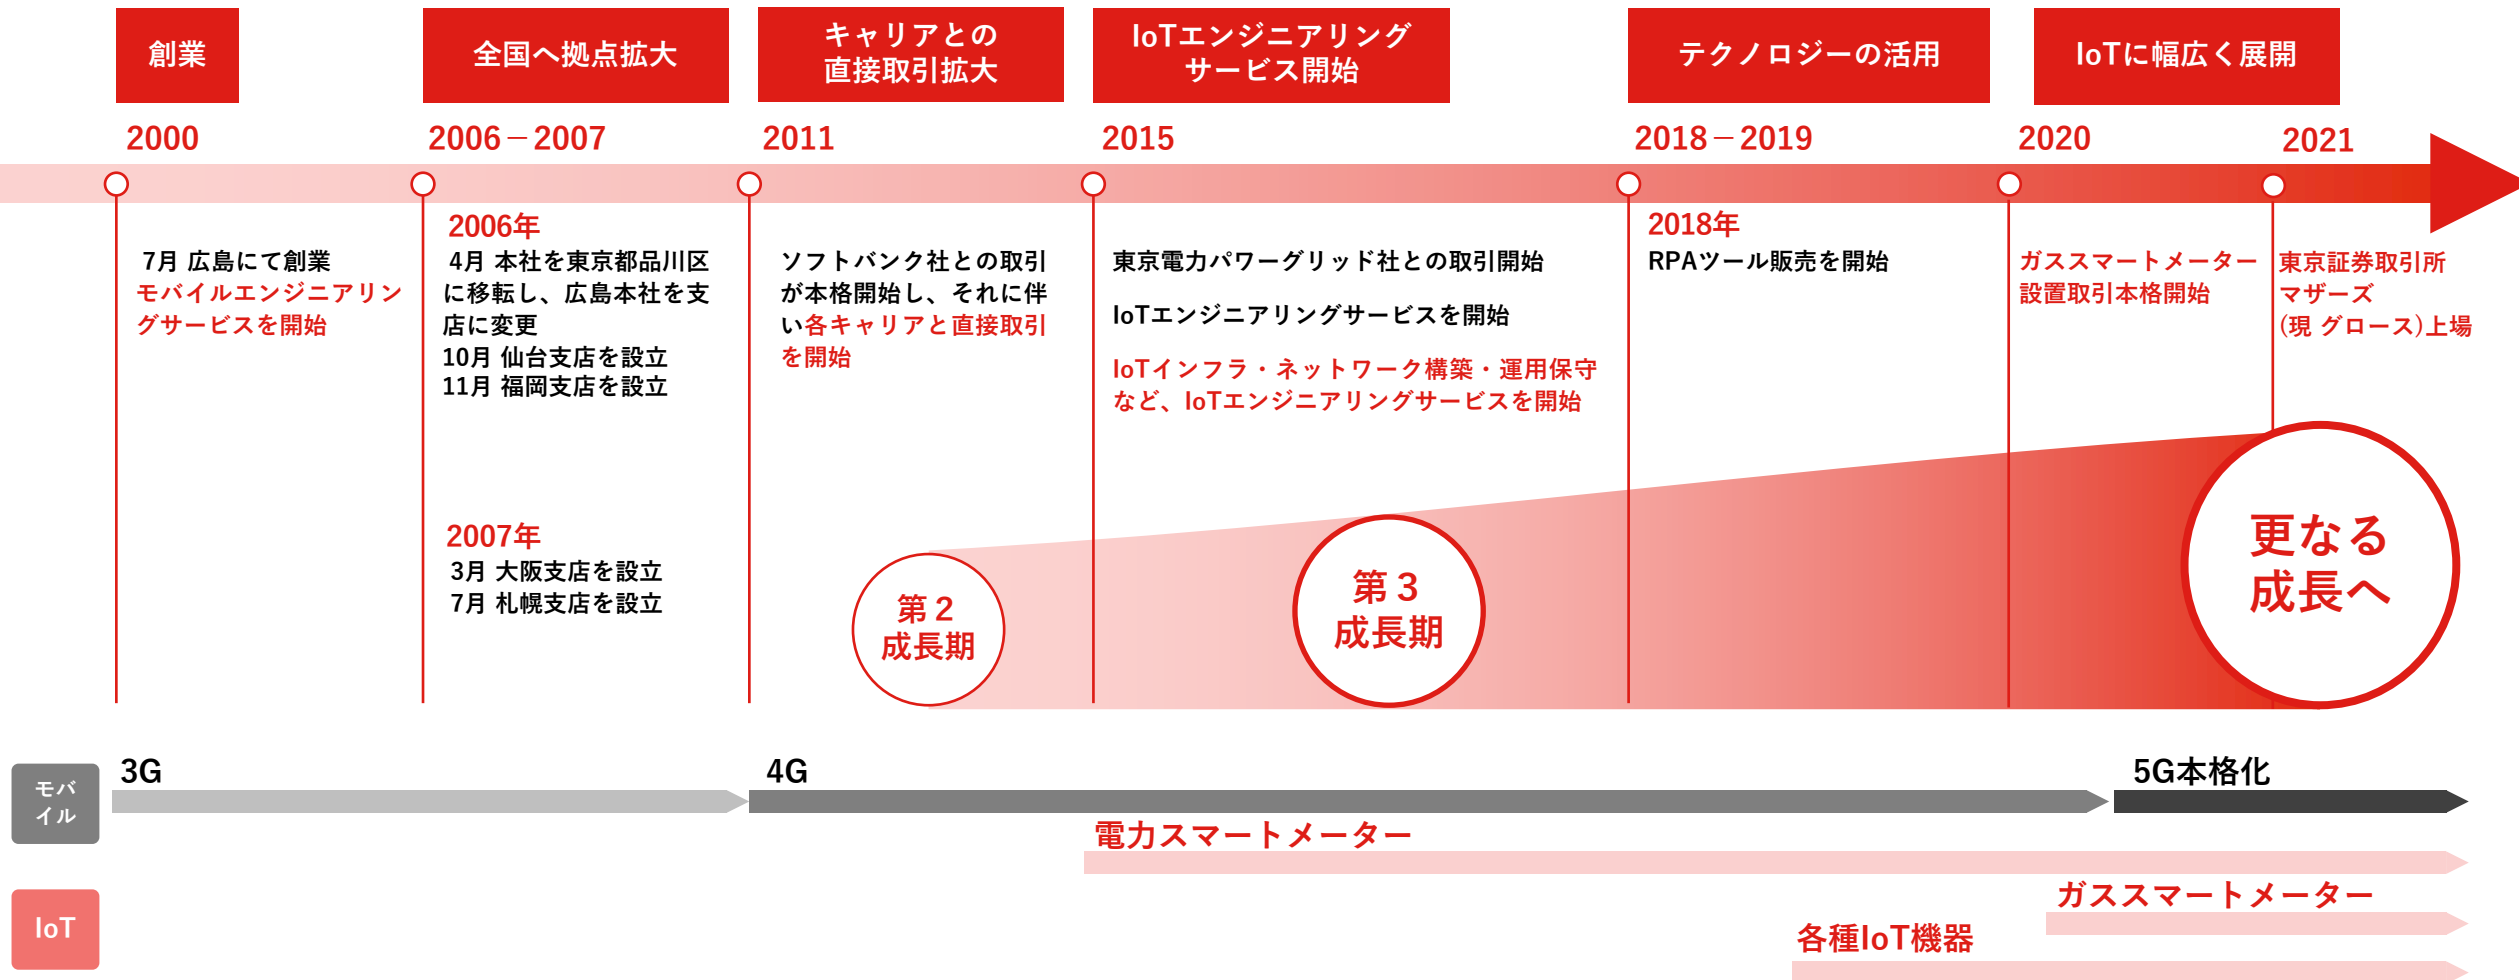 創業
全国へ拠点拡大
キャリアとの
直接取引拡大
IoTエンジニアリング
サービス開始
テクノロジーの活用
IoTに幅広く展開
2000
2006－2007
2011
2015
2018－2019
2020
2021
7月 広島にて創業
モバイルエンジニアリン
グサービスを開始
2006年
4月 本社を東京都品川区
に移転し、広島本社を支
店に変更
10月 仙台支店を設立
11月 福岡支店を設立
2007年
3月 大阪支店を設立
7月 札幌支店を設立
ソフトバンク社との取引
が本格開始し、それに伴
い各キャリアと直接取引
を開始
東京電力パワーグリッド社との取引開始
IoTエンジニアリングサービスを開始
IoTインフラ・ネットワーク構築・運用保守
など、IoTエンジニアリングサービスを開始
2018年
RPAツール販売を開始
ガススマートメーター
設置取引本格開始
東京証券取引所
マザーズ
(現 グロース)上場
第２
成長期
第３
成長期
更なる
成長へ
モバ
イル
3G
4G
5G本格化
電力スマートメーター
ガススマートメーター
IoT
各種IoT機器